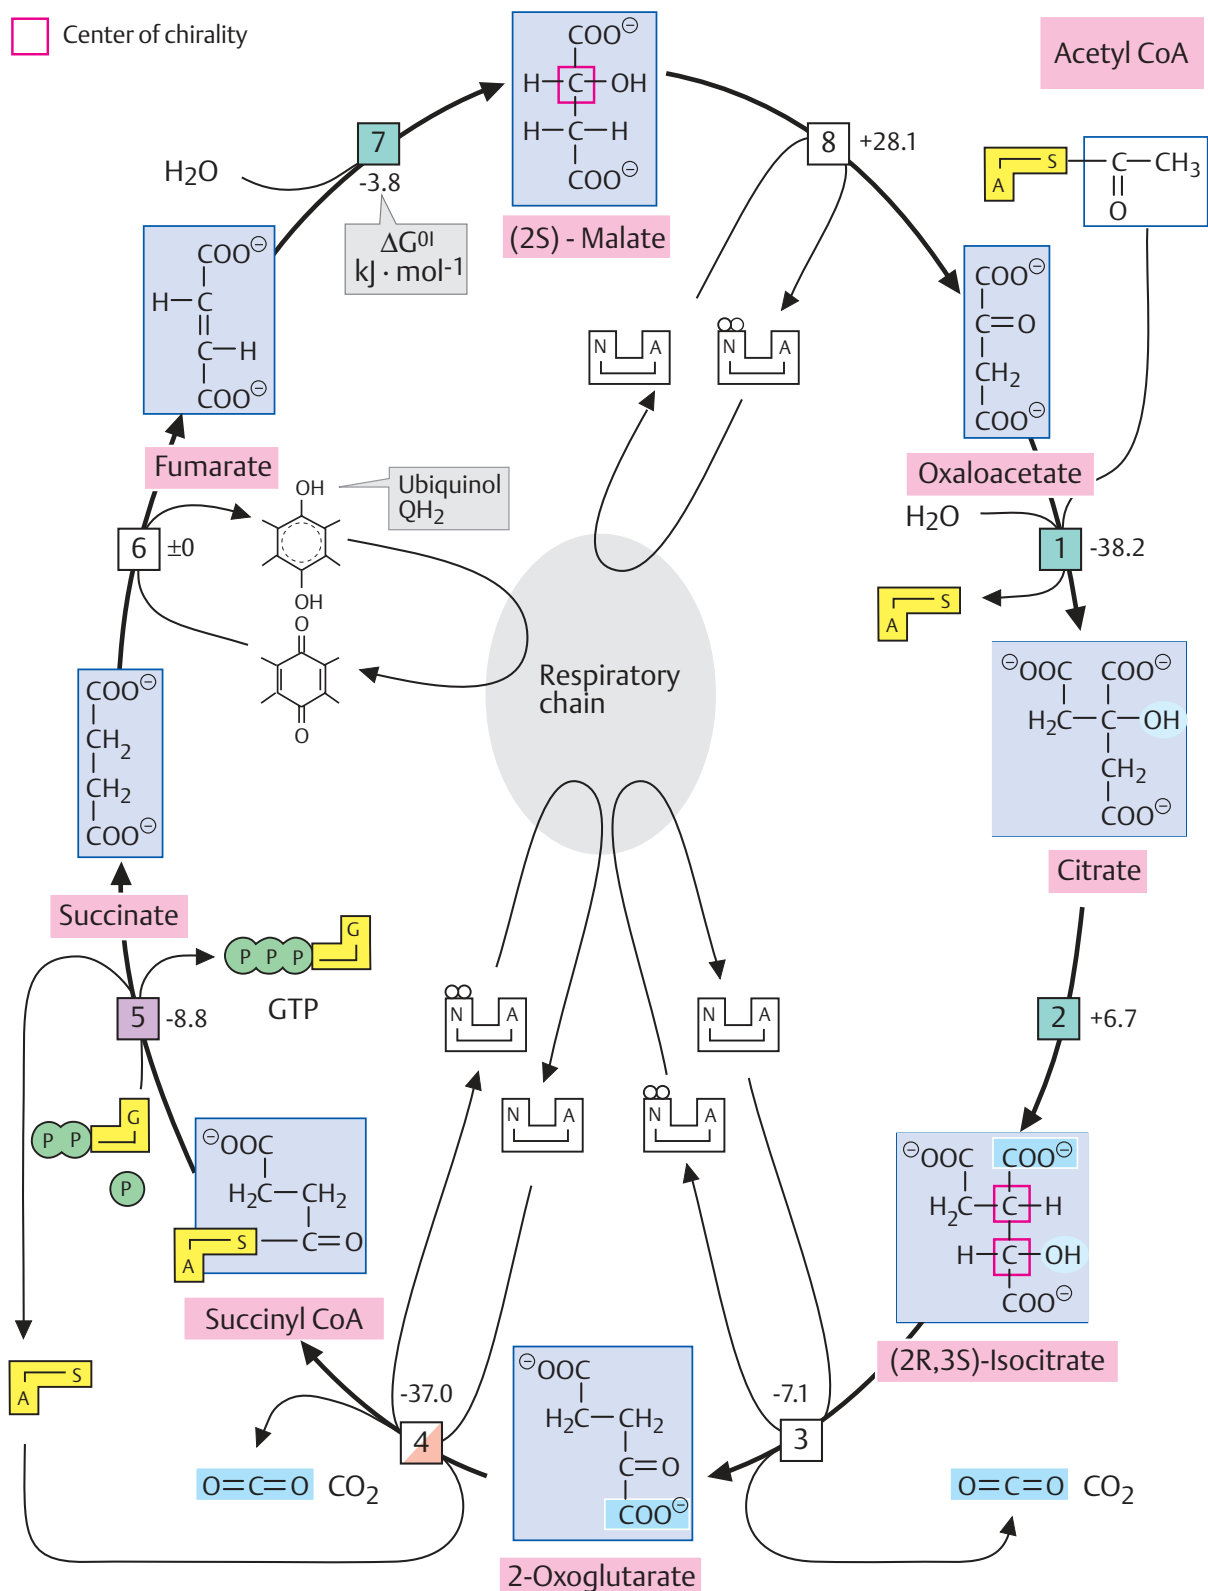 Center of chirality
COO⊖
H–C–OH
H–C–H
COO⊖
(2S) - Malate
Acetyl CoA
A S C CH₃
O
7
-3.8
H₂O
ΔG⁰ᴵ
kJ · mol⁻¹
8
+28.1
COO⊖
H–C
C–H
COO⊖
Fumarate
N A
N A
COO⊖
C=O
CH₂
COO⊖
Oxaloacetate
H₂O
1
-38.2
A S
6
±0
OH
OH
Ubiquinol
QH₂
O
O
Respiratory
chain
⊖OOC COO⊖
H₂C–C–OH
CH₂
COO⊖
Citrate
COO⊖
CH₂
CH₂
COO⊖
Succinate
P P P G
GTP
5
-8.8
P P G
P
2
+6.7
N A
N A
N A
N A
⊖OOC
H₂C–CH₂
A S C=O
Succinyl CoA
⊖OOC COO⊖
H₂C–C–H
H–C–OH
COO⊖
(2R,3S)-Isocitrate
A S
-37.0
4
O=C=O CO₂
⊖OOC
H₂C–CH₂
C=O
COO⊖
2-Oxoglutarate
-7.1
3
O=C=O CO₂